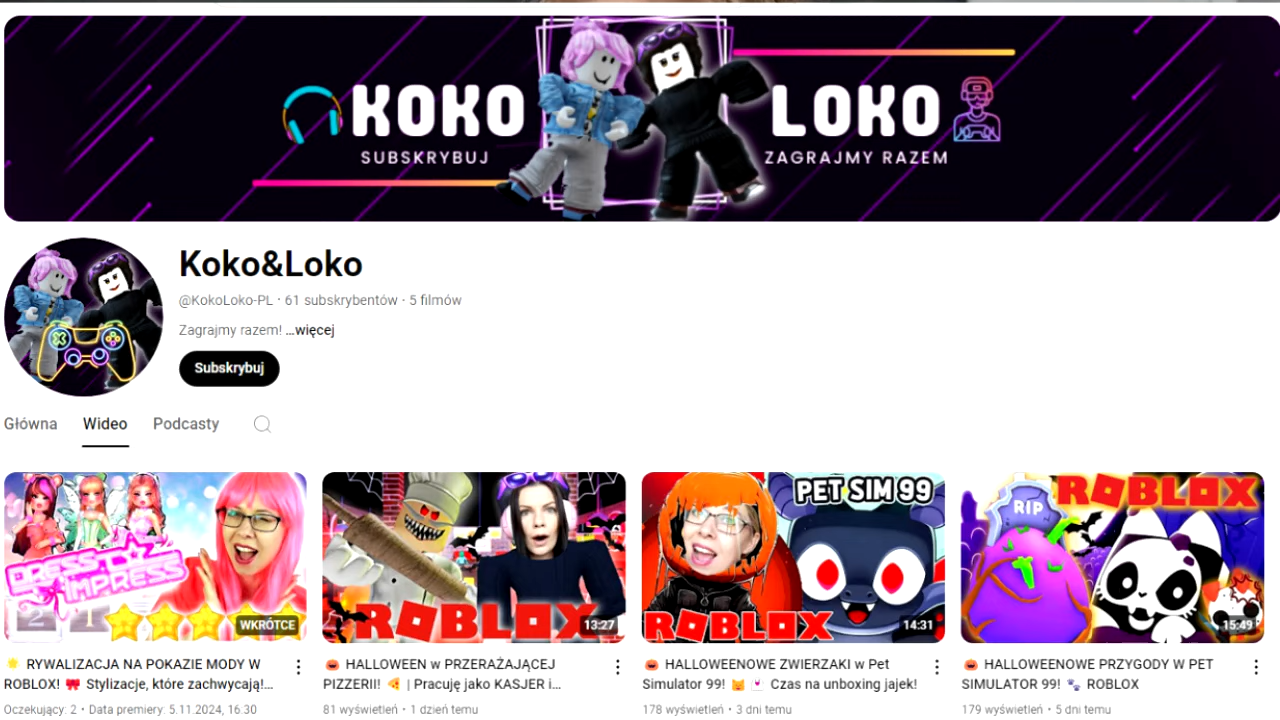 KOKO
LOKO
SUBSKRYBUJ
ZAGRAJMY RAZEM
Koko&Loko
@KokoLoko-PL · 61 subskrybentów · 5 filmów
Zagrajmy razem! ...więcej
Subskrybuj
Główna
Wideo
Podcasty
DRESS TO IMPRESS
2 1
WKRÓTCE
ROBLOX
13:27
PET SIM 99
ROBLOX
14:31
RIP
ROBLOX
15:49
🌟 RYWALIZACJA NA POKAZIE MODY W
ROBLOX! 🎀 Stylizacje, które zachwycają!...
Oczekujący: 2 • Data premiery: 5.11.2024, 16.30
🎃 HALLOWEEN w PRZERAŻAJĄCEJ
PIZZERII! 🍕 | Pracuję jako KASJER i...
81 wyświetleń • 1 dzień temu
🎃 HALLOWEENOWE ZWIERZAKI w Pet
Simulator 99! 🐱 👻 Czas na unboxing jajek!
178 wyświetleń • 3 dni temu
🎃 HALLOWEENOWE PRZYGODY W PET
SIMULATOR 99! 🐾 ROBLOX
179 wyświetleń • 5 dni temu